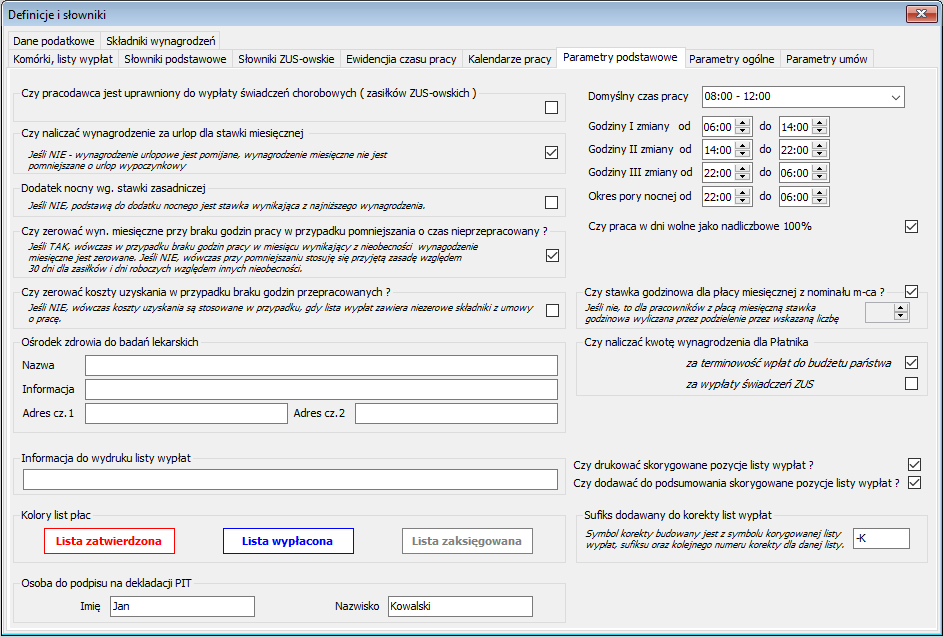 Definicje i słowniki
Dane podatkowe Składniki wynagrodzeń
Komórki, listy wypłat Słowniki podstawowe Słowniki ZUS-owskie Ewidencja czasu pracy Kalendarze pracy Parametry podstawowe Parametry ogólne Parametry umów
Czy pracodawca jest uprawniony do wypłaty świadczeń chorobowych ( zasiłków ZUS-owskich )
Czy naliczać wynagrodzenie za urlop dla stawki miesięcznej
Jeśli NIE - wynagrodzenie urlopowe jest pomijane, wynagrodzenie miesięczne nie jest
pomniejszane o urlop wypoczynkowy
Dodatek nocny wg. stawki zasadniczej
Jeśli NIE, podstawą do dodatku nocnego jest stawka wynikająca z najniższego wynagrodzenia.
Czy zerować wyn. miesięczne przy braku godzin pracy w przypadku pomniejszania o czas nieprzepracowany ?
Jeśli TAK, wówczas w przypadku braku godzin pracy w miesiącu wynikający z nieobecności wynagodzenie
miesięczne jest zerowane. Jeśli NIE, wówczas przy pomniejszaniu stosuję się przyjętą zasadę względem
30 dni dla zasiłków i dni roboczych względem innych nieobecności.
Czy zerować koszty uzyskania w przypadku braku godzin przepracowanych ?
Jeśli NIE, wówczas koszty uzyskania są stosowane w przypadku, gdy lista wypłat zawiera niezerowe składniki z umowy
o pracę.
Ośrodek zdrowia do badań lekarskich
Nazwa
Informacja
Adres cz.1 Adres cz.2
Informacja do wydruku listy wypłat
Kolory list płac
Lista zatwierdzona Lista wypłacona Lista zaksięgowana
Osoba do podpisu na dekladacji PIT
Imię Jan Nazwisko Kowalski
Domyślny czas pracy 08:00 - 12:00
Godziny I zmiany od 06:00 do 14:00
Godziny II zmiany od 14:00 do 22:00
Godziny III zmiany od 22:00 do 06:00
Okres pory nocnej od 22:00 do 06:00
Czy praca w dni wolne jako nadliczbowe 100%
Czy stawka godzinowa dla płacy miesięcznej z nominału m-ca ?
Jeśli nie, to dla pracowników z płacą miesięczną stawka
godzinowa wyliczana przez podzielenie przez wskazaną liczbę
Czy naliczać kwotę wynagrodzenia dla Płatnika
za terminowość wpłat do budżetu państwa
za wypłaty świadczeń ZUS
Czy drukować skorygowane pozycje listy wypłat ?
Czy dodawać do podsumowania skorygowane pozycje listy wypłat ?
Sufiks dodawany do korekty list wypłat
Symbol korekty budowany jest z symbolu korygowanej listy
wypłat, sufiksu oraz kolejnego numeru korekty dla danej listy.
-K